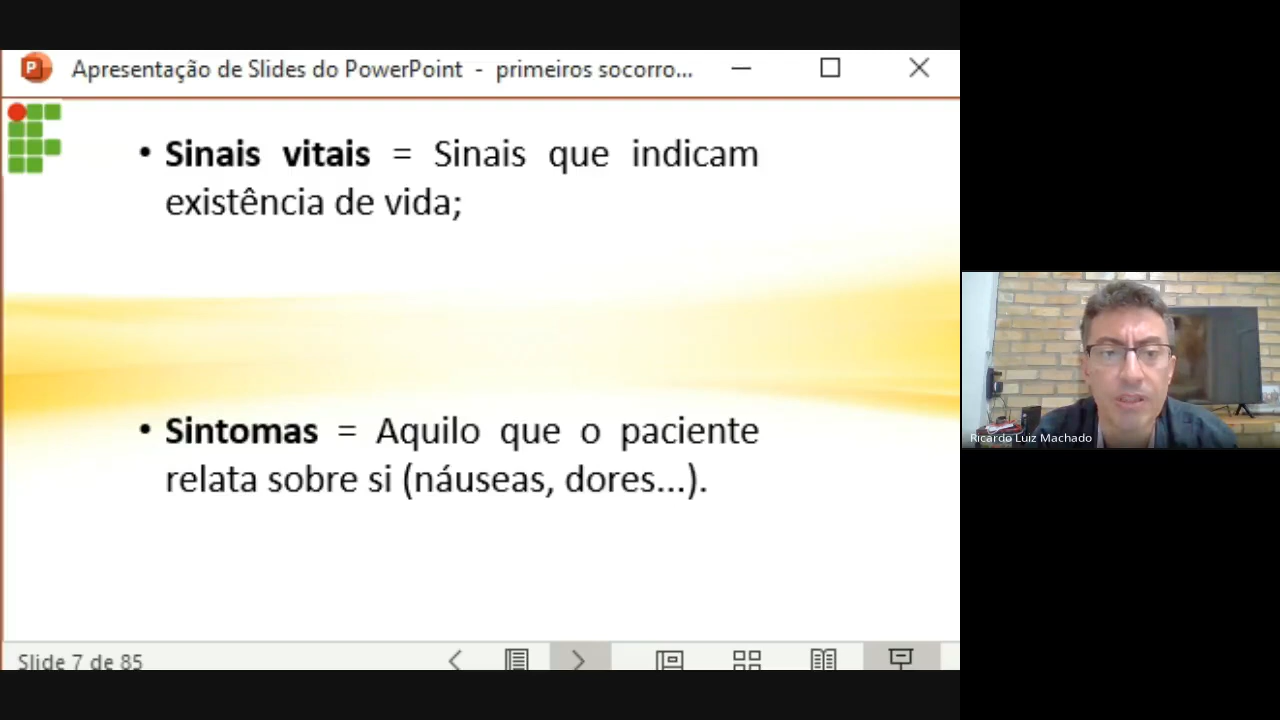 Apresentação de Slides do PowerPoint - primeiros socorro...
• Sinais vitais = Sinais que indicam
existência de vida;
• Sintomas = Aquilo que o paciente
relata sobre si (náuseas, dores...).
Slide 7 de 85
Ricardo Luiz Machado